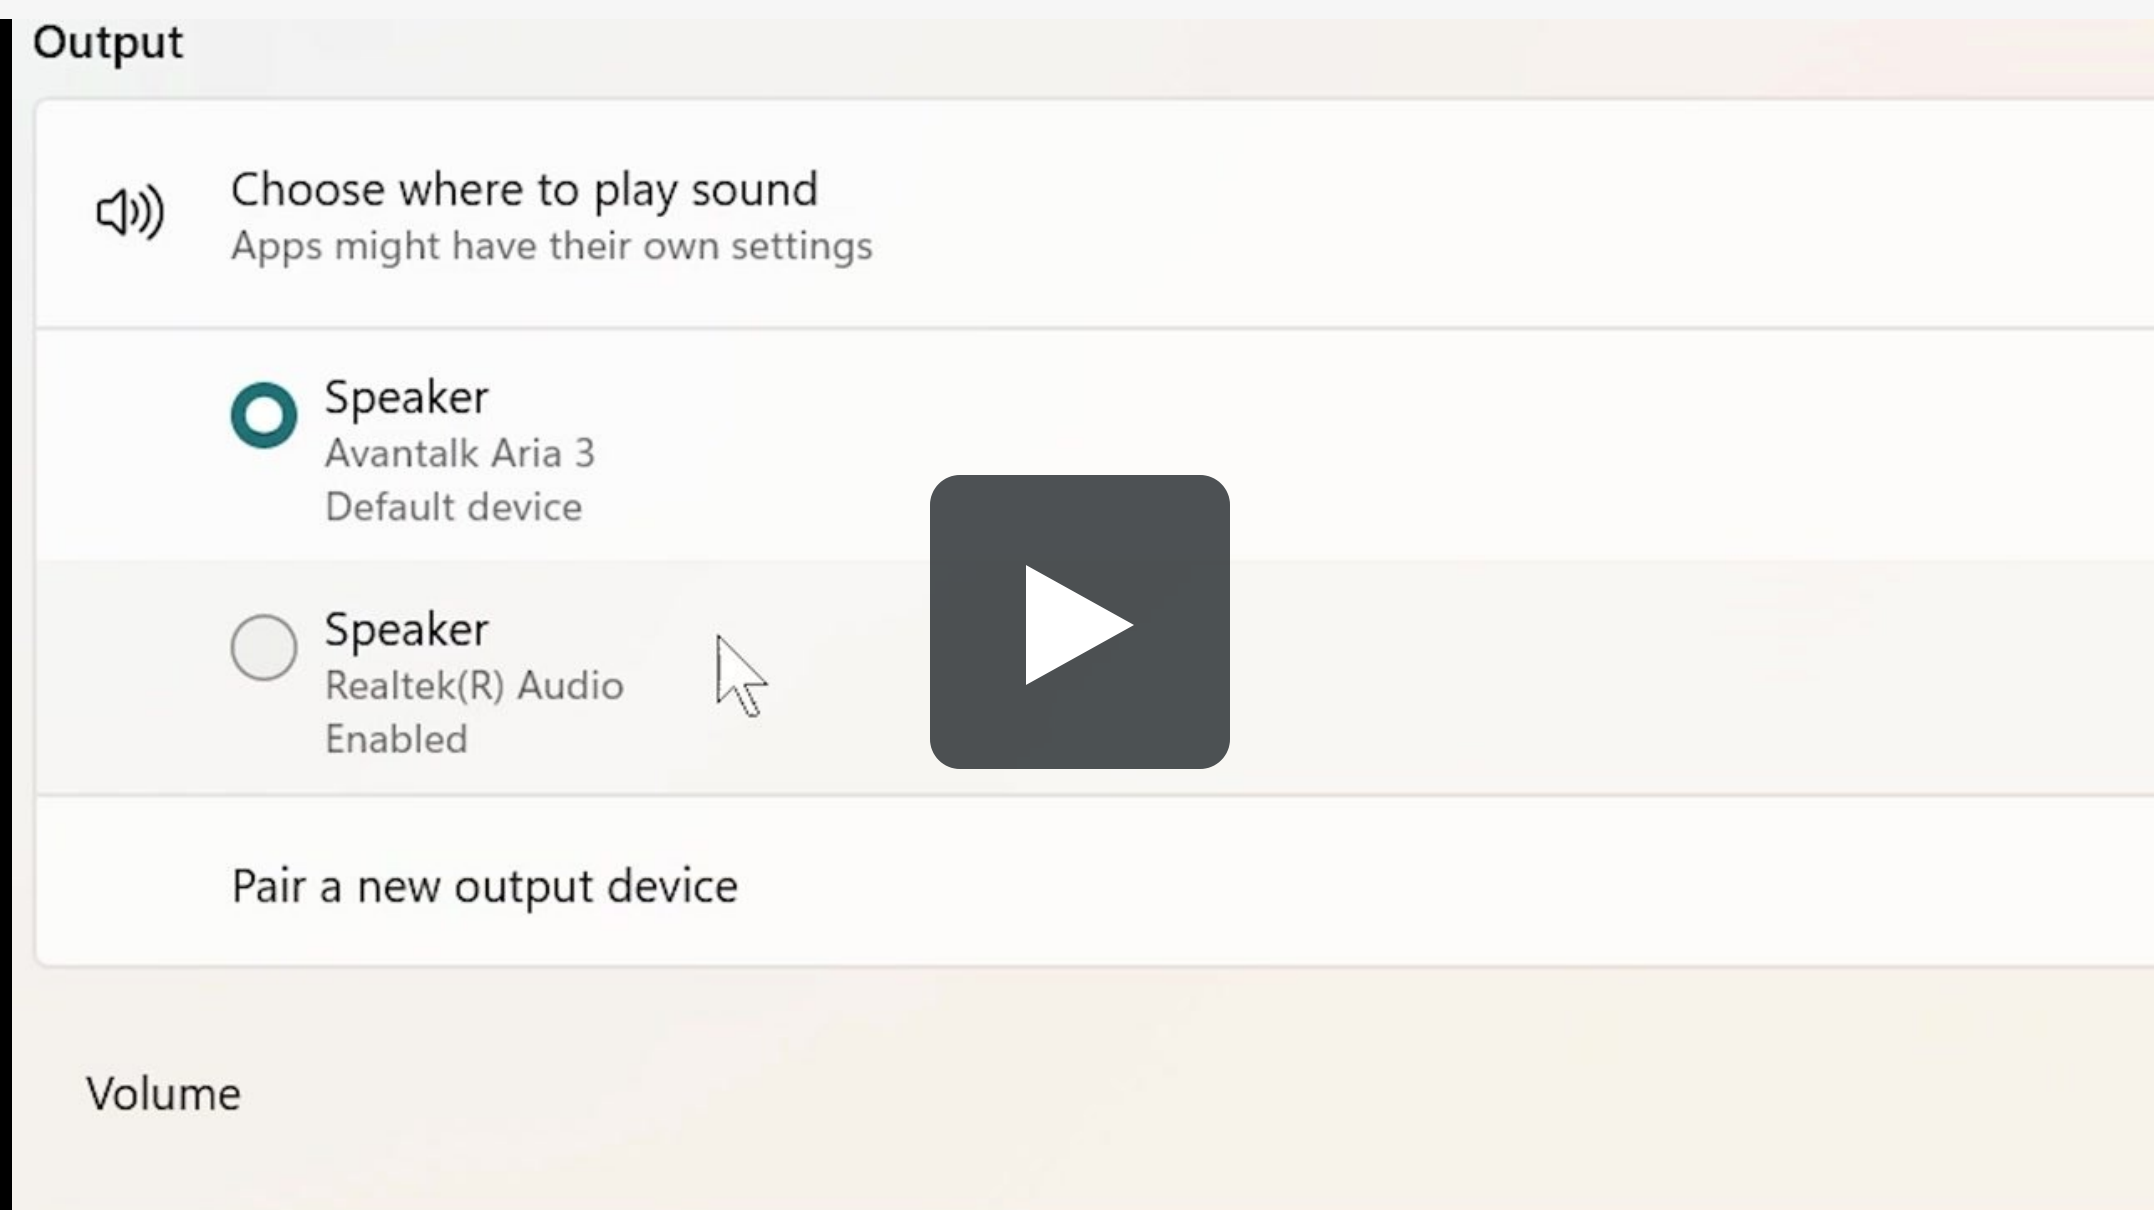 Output
Choose where to play sound
Apps might have their own settings
Speaker
Avantalk Aria 3
Default device
Speaker
Realtek(R) Audio
Enabled
Pair a new output device
Volume